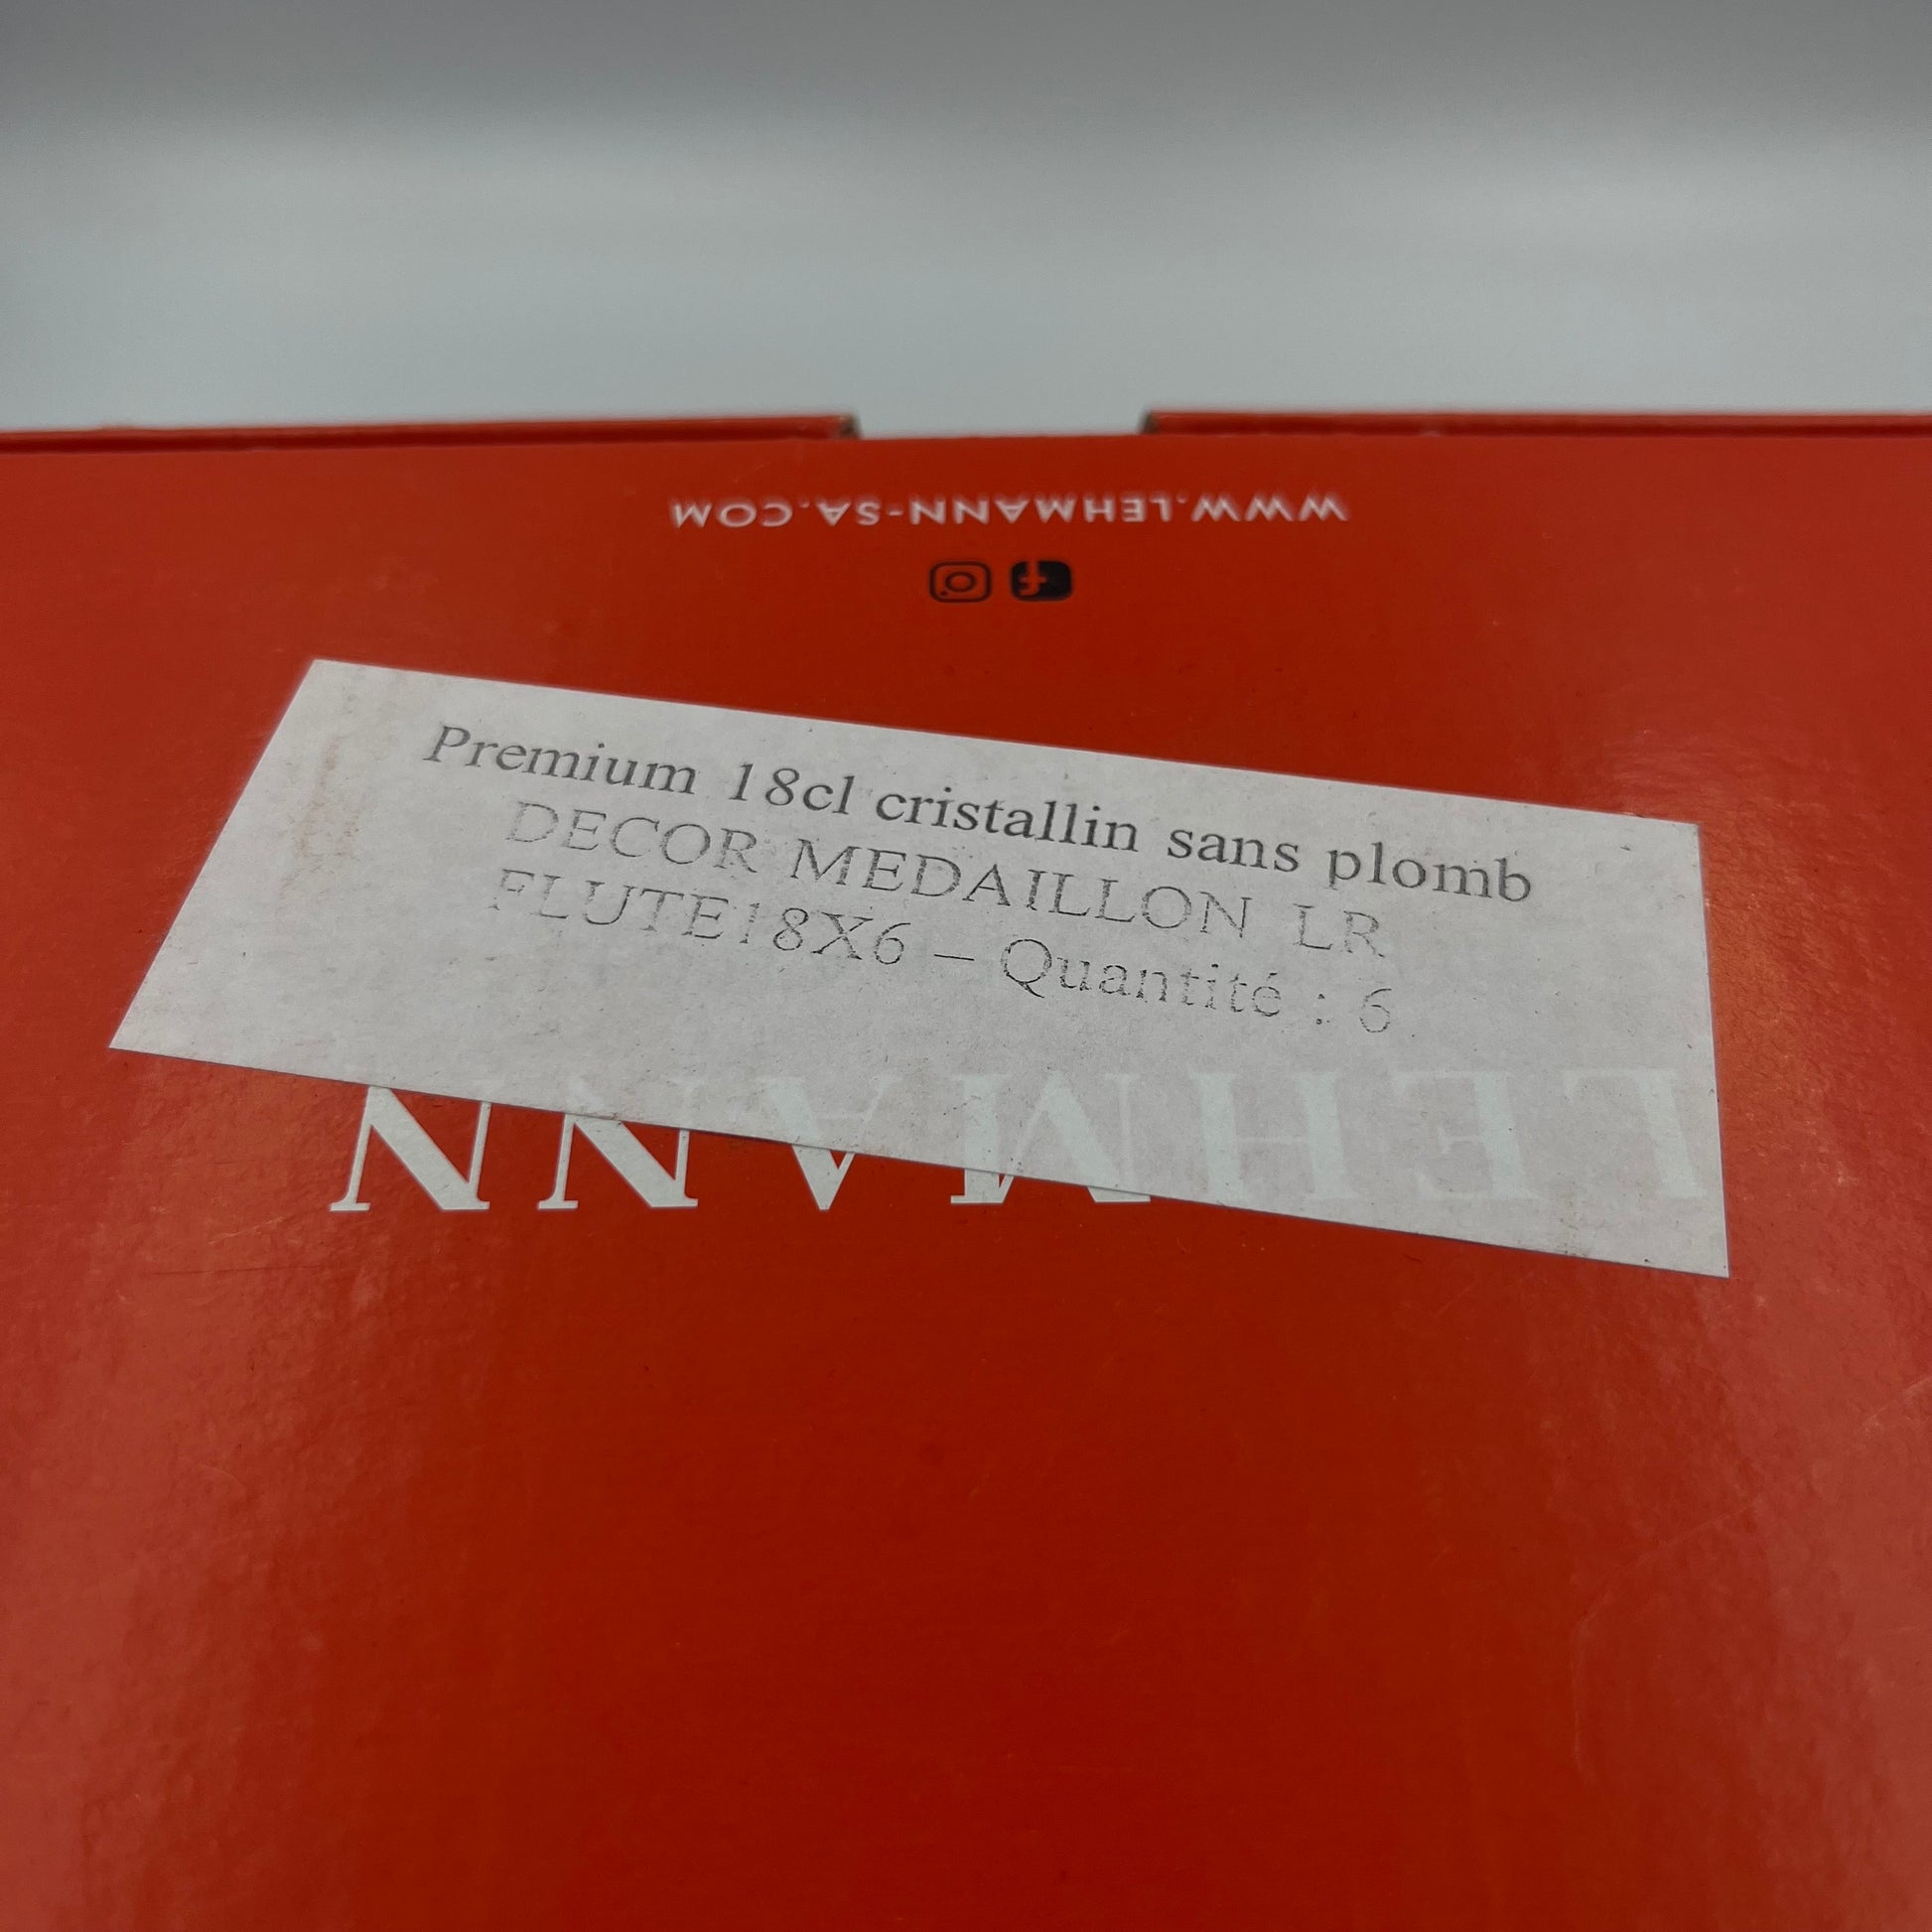 WWW.LEHMANN-SA.COM
Premium 18cl cristallin sans plomb
DECOR MEDAILLON LR
FLUTE18X6 – Quantité : 6
LEHMANN